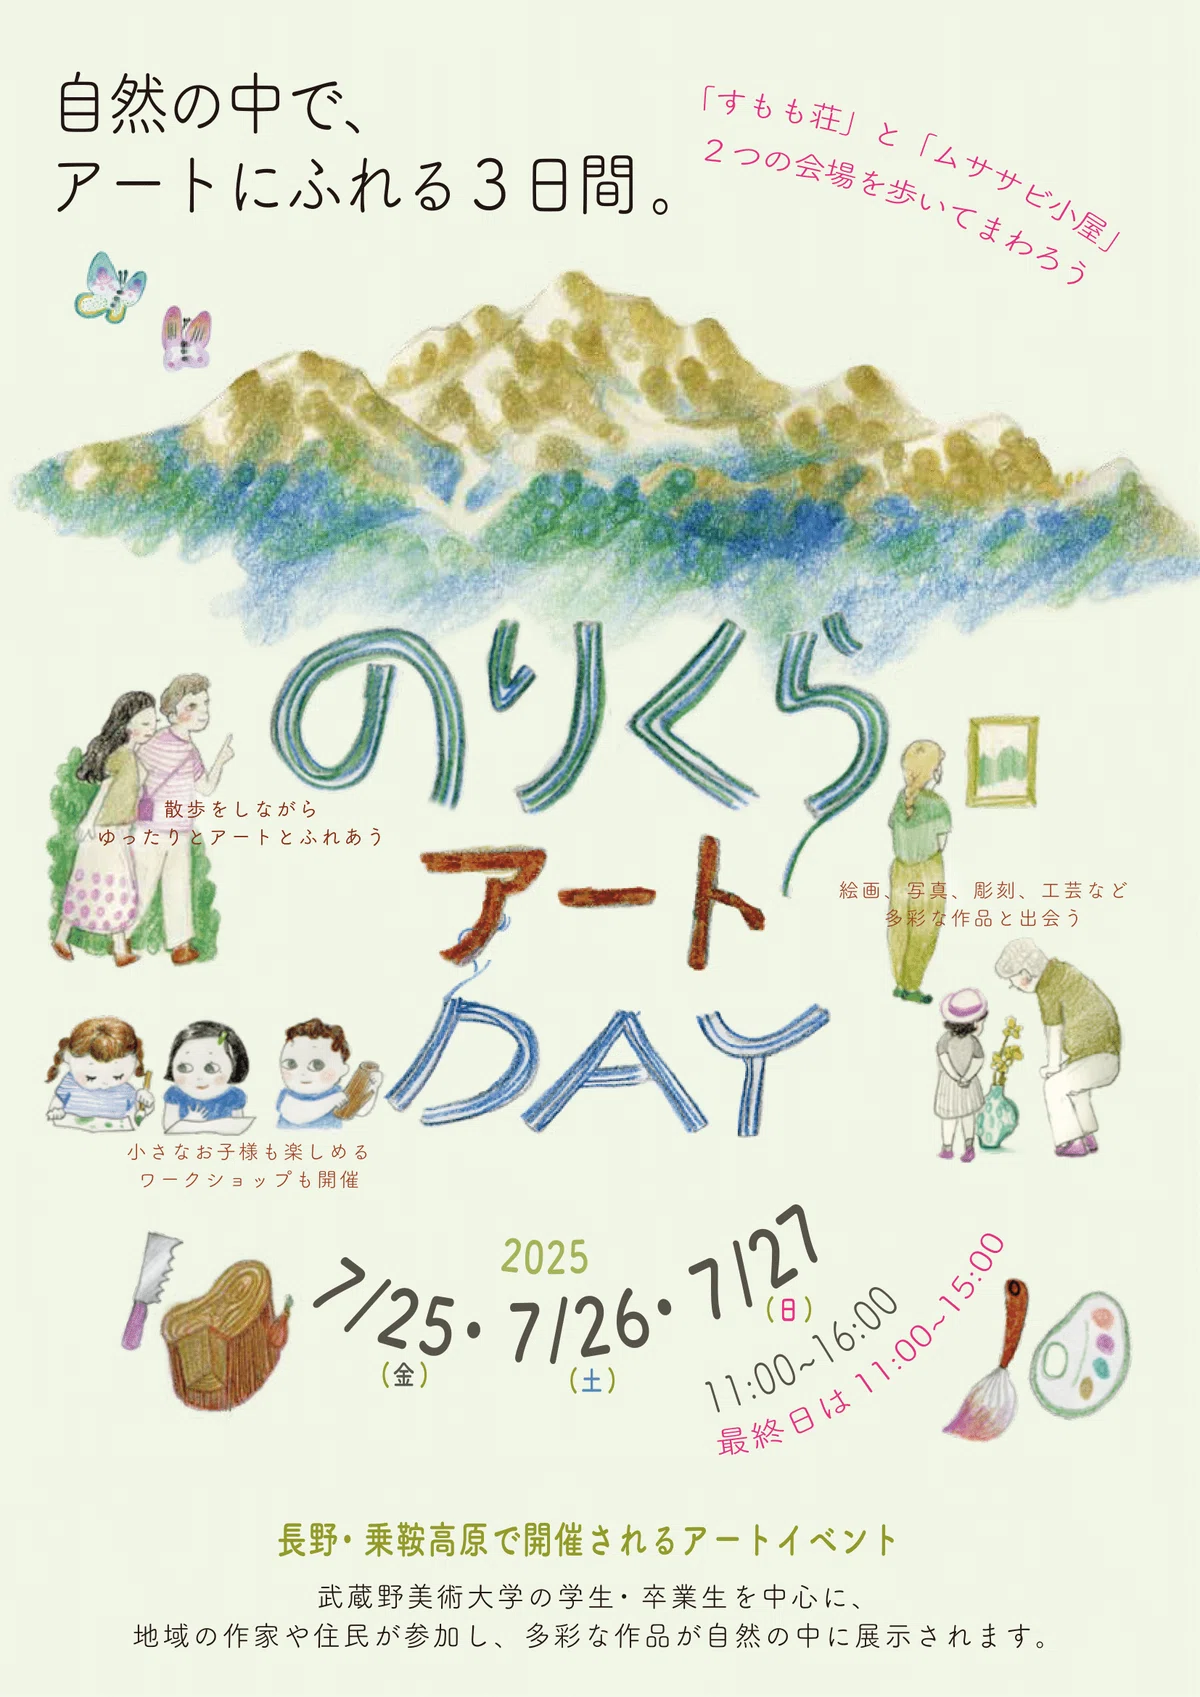 自然の中で、
アートにふれる３日間。
「すもも荘」と「ムササビ小屋」
２つの会場を歩いてまわろう
のりくら
アート
DAY
散歩をしながら
ゆったりとアートとふれあう
絵画、写真、彫刻、工芸など
多彩な作品と出会う
小さなお子様も楽しめる
ワークショップも開催
2025
7/25・7/26・7/27
(金) (土) (日)
11:00~16:00
最終日は 11:00~15:00
長野・乗鞍高原で開催されるアートイベント
武蔵野美術大学の学生・卒業生を中心に、
地域の作家や住民が参加し、多彩な作品が自然の中に展示されます。